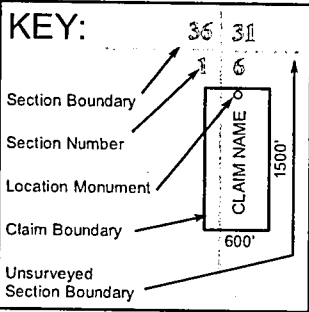 KEY:
36 31
1 6
Section Boundary
Section Number
Location Monument
Claim Boundary
Unsurveyed
Section Boundary
CLAIM NAME
1500'
600'